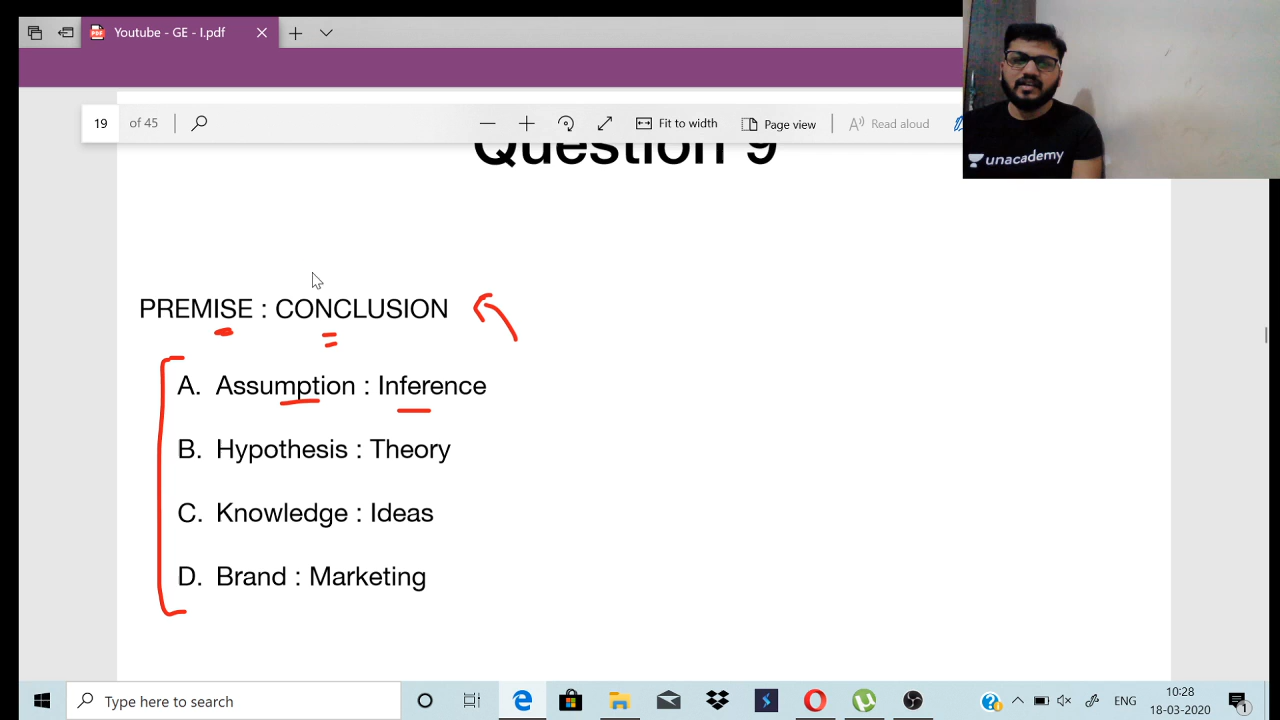 Youtube - GE - I.pdf
19 of 45 Fit to width Page view Read aloud
Question 9
unacademy
PREMISE : CONCLUSION
A. Assumption : Inference
B. Hypothesis : Theory
C. Knowledge : Ideas
D. Brand : Marketing
Type here to search
ENG
10:28
18-03-2020
1